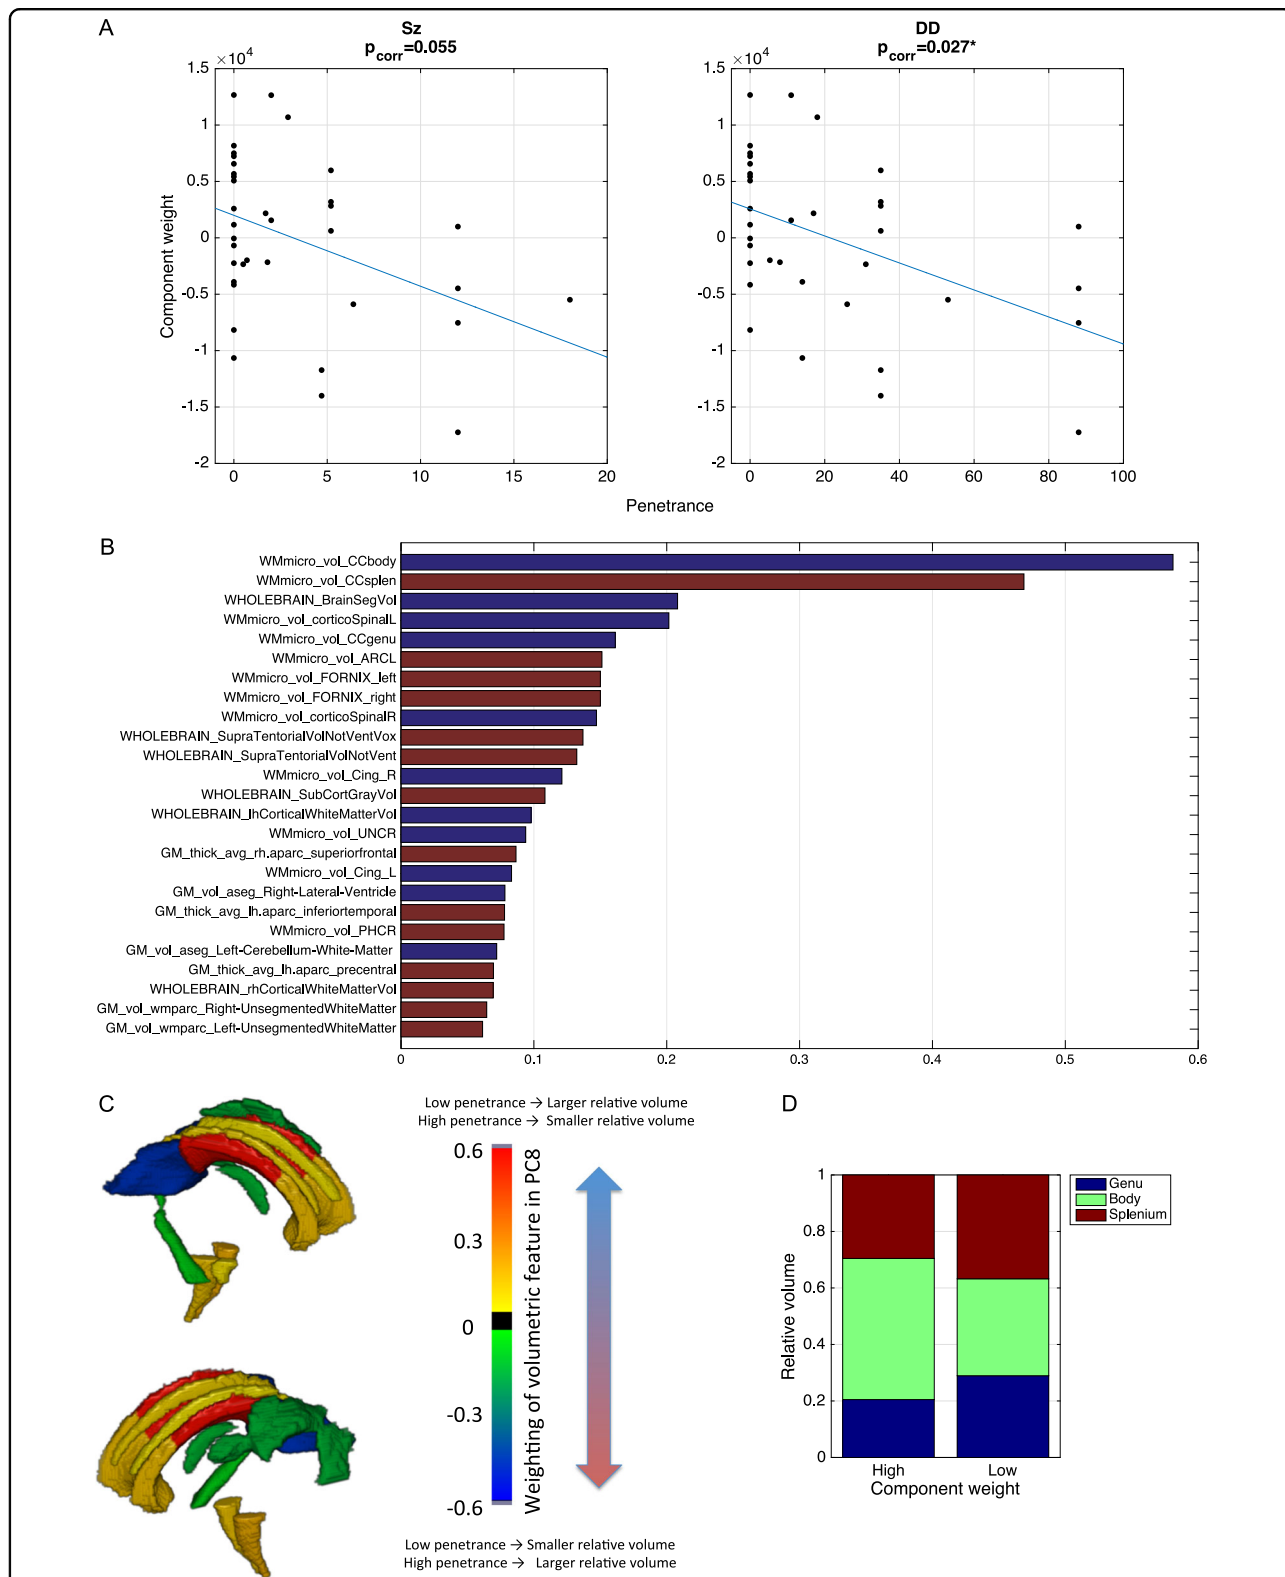 A
Sz
p_corr=0.055
DD
p_corr=0.027*
×10^4
1.5
1
0.5
0
-0.5
-1
-1.5
-2
0
5
10
15
20
×10^4
1.5
1
0.5
0
-0.5
-1
-1.5
-2
0
20
40
60
80
100
Component weight
Penetrance
B
WMmicro_vol_CCbody
WMmicro_vol_CCsplen
WHOLEBRAIN_BrainSegVol
WMmicro_vol_corticoSpinalL
WMmicro_vol_CCgenu
WMmicro_vol_ARCL
WMmicro_vol_FORNIX_left
WMmicro_vol_FORNIX_right
WMmicro_vol_corticoSpinalR
WHOLEBRAIN_SupraTentorialVolNotVentVox
WHOLEBRAIN_SupraTentorialVolNotVent
WMmicro_vol_Cing_R
WHOLEBRAIN_SubCortGrayVol
WHOLEBRAIN_lhCorticalWhiteMatterVol
WMmicro_vol_UNCR
GM_thick_avg_rh.aparc_superiorfrontal
WMmicro_vol_Cing_L
GM_vol_aseg_Right-Lateral-Ventricle
GM_thick_avg_lh.aparc_inferiortemporal
WMmicro_vol_PHCR
GM_vol_aseg_Left-Cerebellum-White-Matter
GM_thick_avg_lh.aparc_precentral
WHOLEBRAIN_rhCorticalWhiteMatterVol
GM_vol_wmparc_Right-UnsegmentedWhiteMatter
GM_vol_wmparc_Left-UnsegmentedWhiteMatter
0
0.1
0.2
0.3
0.4
0.5
0.6
C
Low penetrance → Larger relative volume
High penetrance → Smaller relative volume
0.6
0.3
0
-0.3
-0.6
Weighting of volumetric feature in PC8
Low penetrance → Smaller relative volume
High penetrance → Larger relative volume
D
1
0.8
0.6
0.4
0.2
0
Relative volume
High
Low
Component weight
Genu
Body
Splenium